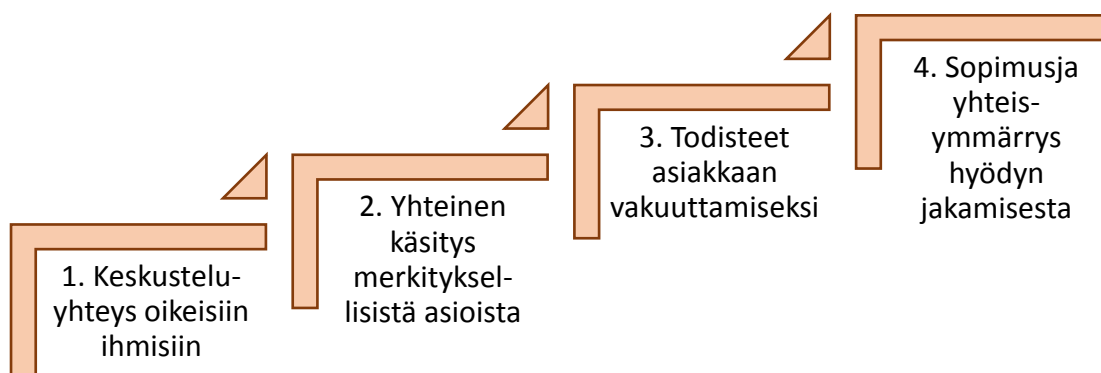 1. Keskustelu-
yhteys oikeisiin
ihmisiin
2. Yhteinen
käsitys
merkityksel-
lisistä asioista
3. Todisteet
asiakkaan
vakuuttamiseksi
4. Sopimusja
yhteis-
ymmärrys
hyödyn
jakamisesta